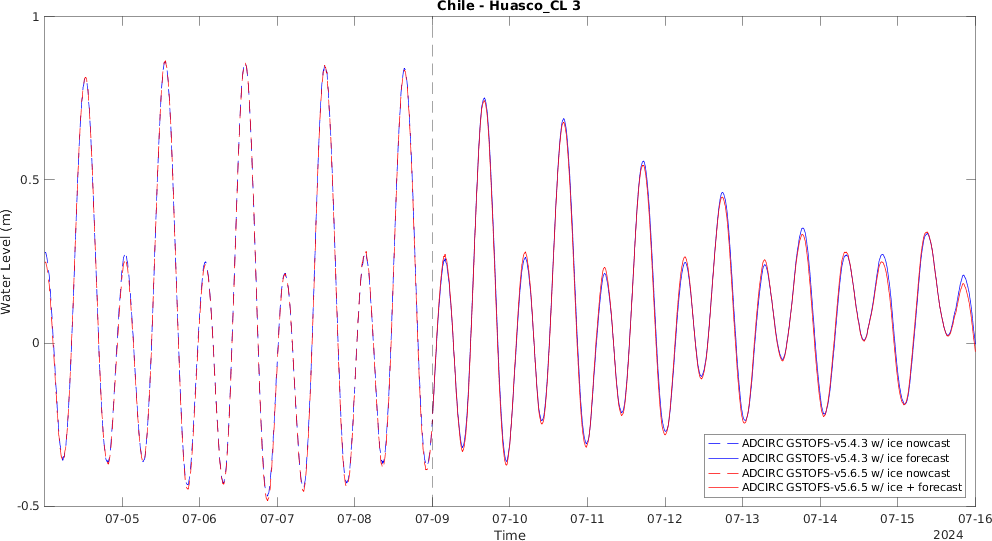 Chile - Huasco_CL 3
1
0.5
0
-0.5
Water Level (m)
07-05 07-06 07-07 07-08 07-09 07-10 07-11 07-12 07-13 07-14 07-15 07-16
Time
2024
ADCIRC GSTOFS-v5.4.3 w/ ice nowcast
ADCIRC GSTOFS-v5.4.3 w/ ice forecast
ADCIRC GSTOFS-v5.6.5 w/ ice nowcast
ADCIRC GSTOFS-v5.6.5 w/ ice + forecast